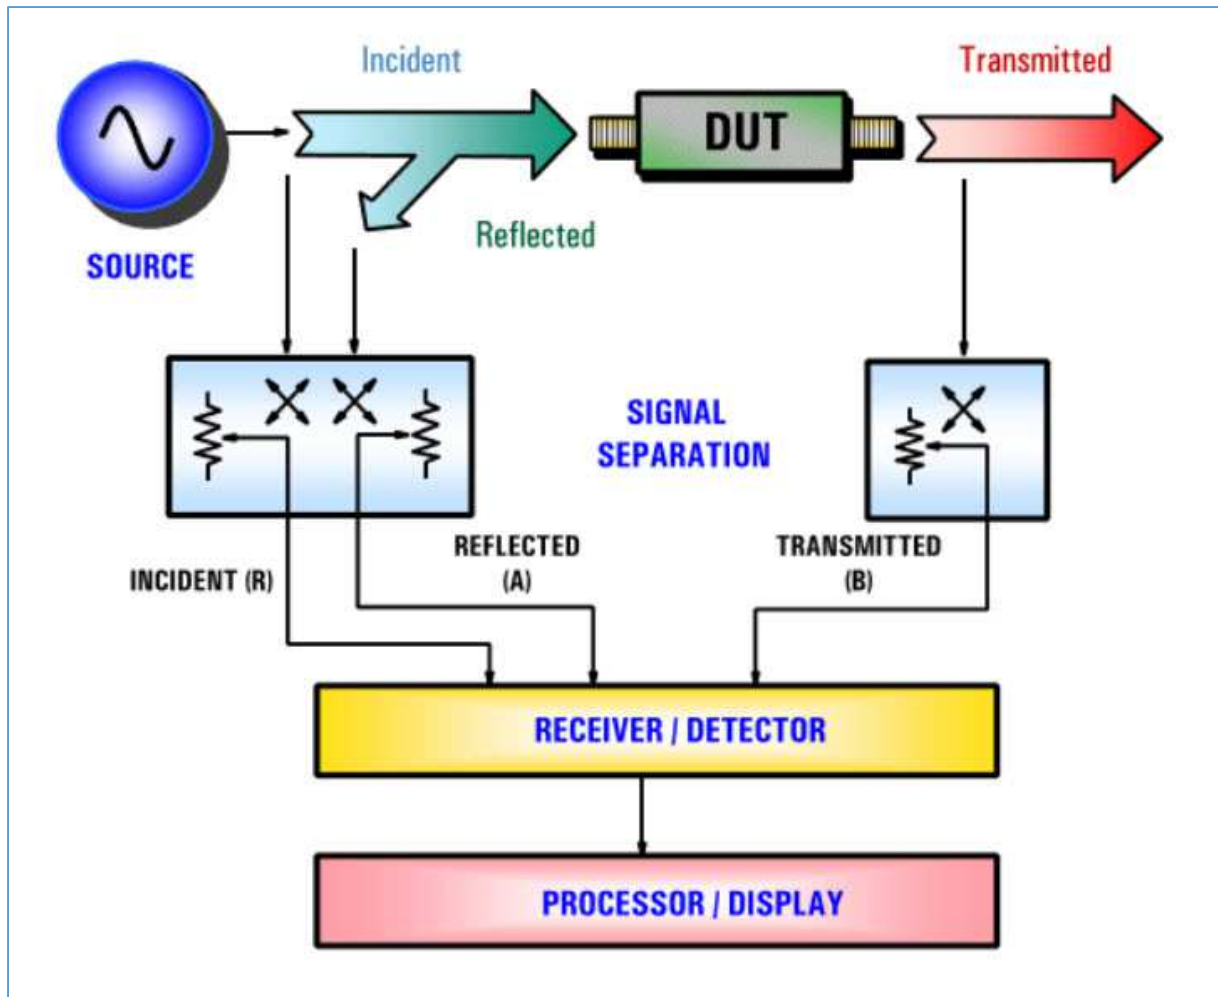 Incident
Transmitted
DUT
Reflected
SOURCE
SIGNAL
SEPARATION
REFLECTED
(A)
TRANSMITTED
(B)
INCIDENT (R)
RECEIVER / DETECTOR
PROCESSOR / DISPLAY